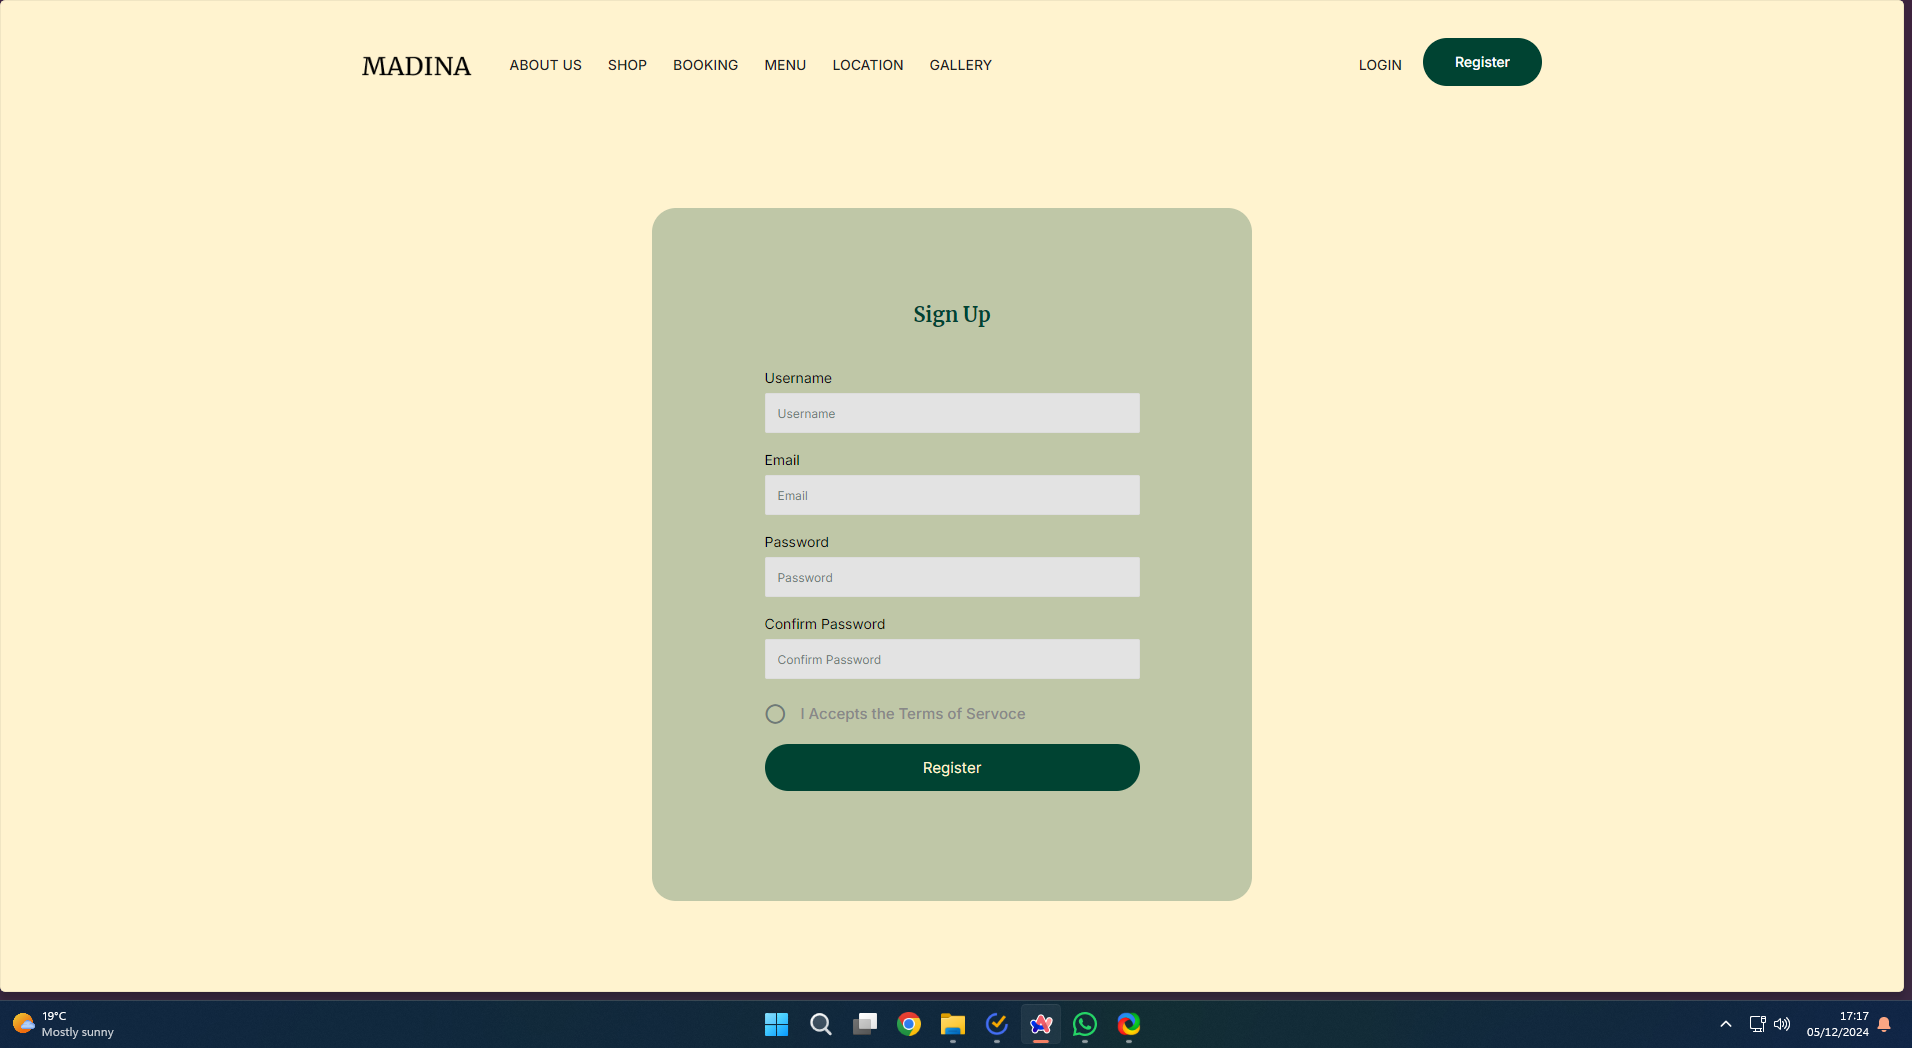 MADINA ABOUT US SHOP BOOKING MENU LOCATION GALLERY LOGIN Register
Sign Up
Username
Username
Email
Email
Password
Password
Confirm Password
Confirm Password
I Accepts the Terms of Servoce
Register
19°C
Mostly sunny
17:17
05/12/2024